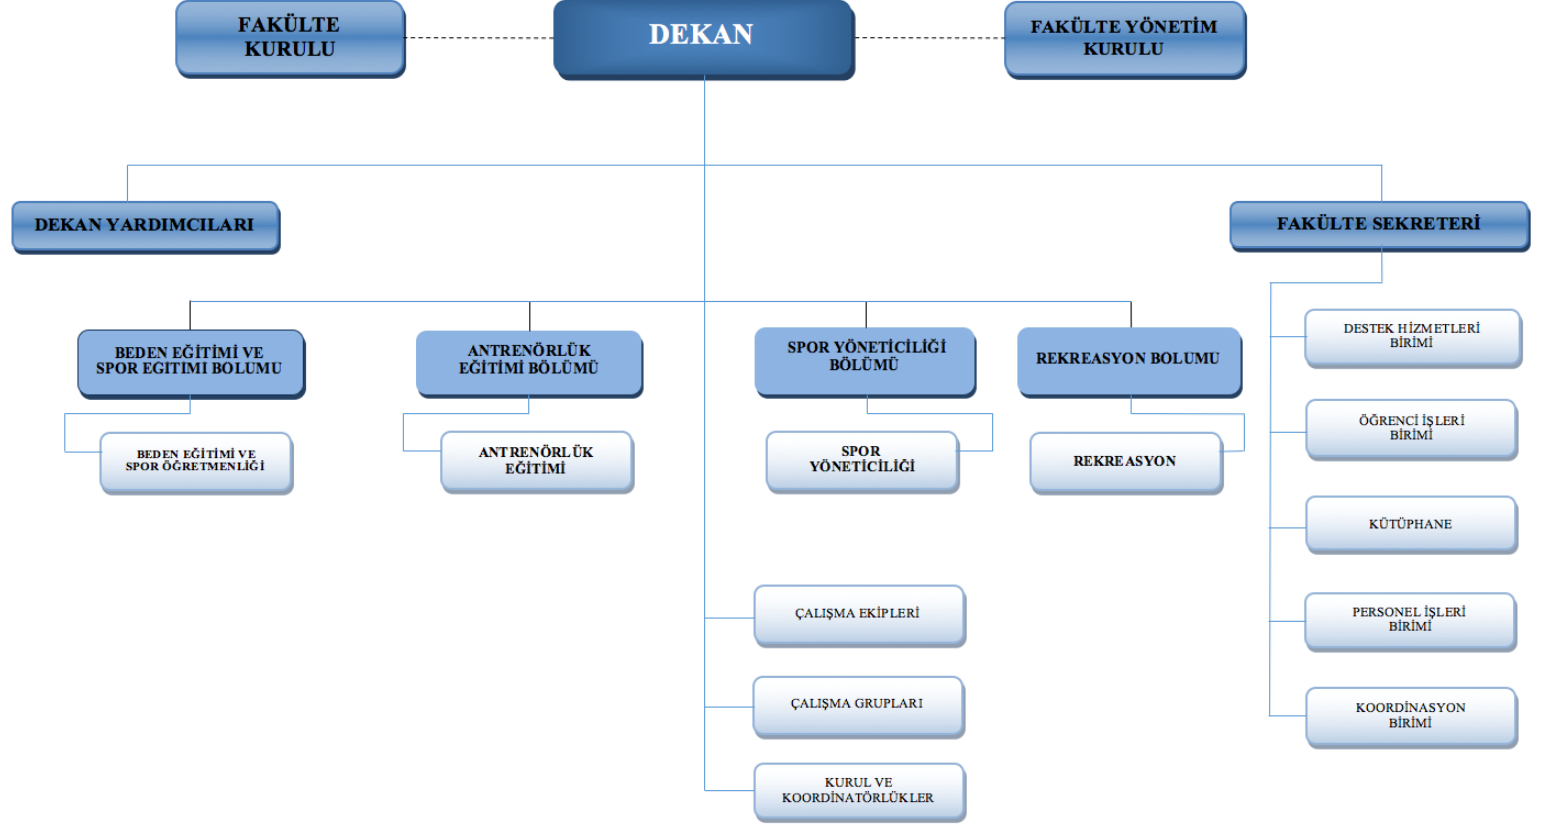 FAKÜLTE
KURULU
DEKAN
FAKÜLTE YÖNETİM
KURULU
DEKAN YARDIMCILARI
FAKÜLTE SEKRETERİ
BEDEN EĞİTİMİ VE
SPOR EGITIMI BOLUMU
ANTRENÖRLÜK
EĞİTİMİ BÖLÜMÜ
SPOR YÖNETİCİLİĞİ
BÖLÜMÜ
REKREASYON BOLUMU
BEDEN EĞİTİMİ VE
SPOR ÖĞRETMENLİĞİ
ANTRENÖRLÜK
EĞİTİMİ
SPOR
YÖNETİCİLİĞİ
REKREASYON
DESTEK HİZMETLERİ
BİRİMİ
ÖĞRENCİ İŞLERİ
BİRİMİ
KÜTÜPHANE
PERSONEL İŞLERİ
BİRİMİ
KOORDİNASYON
BİRİMİ
ÇALIŞMA EKİPLERİ
ÇALIŞMA GRUPLARI
KURUL VE
KOORDİNATÖRLÜKLER